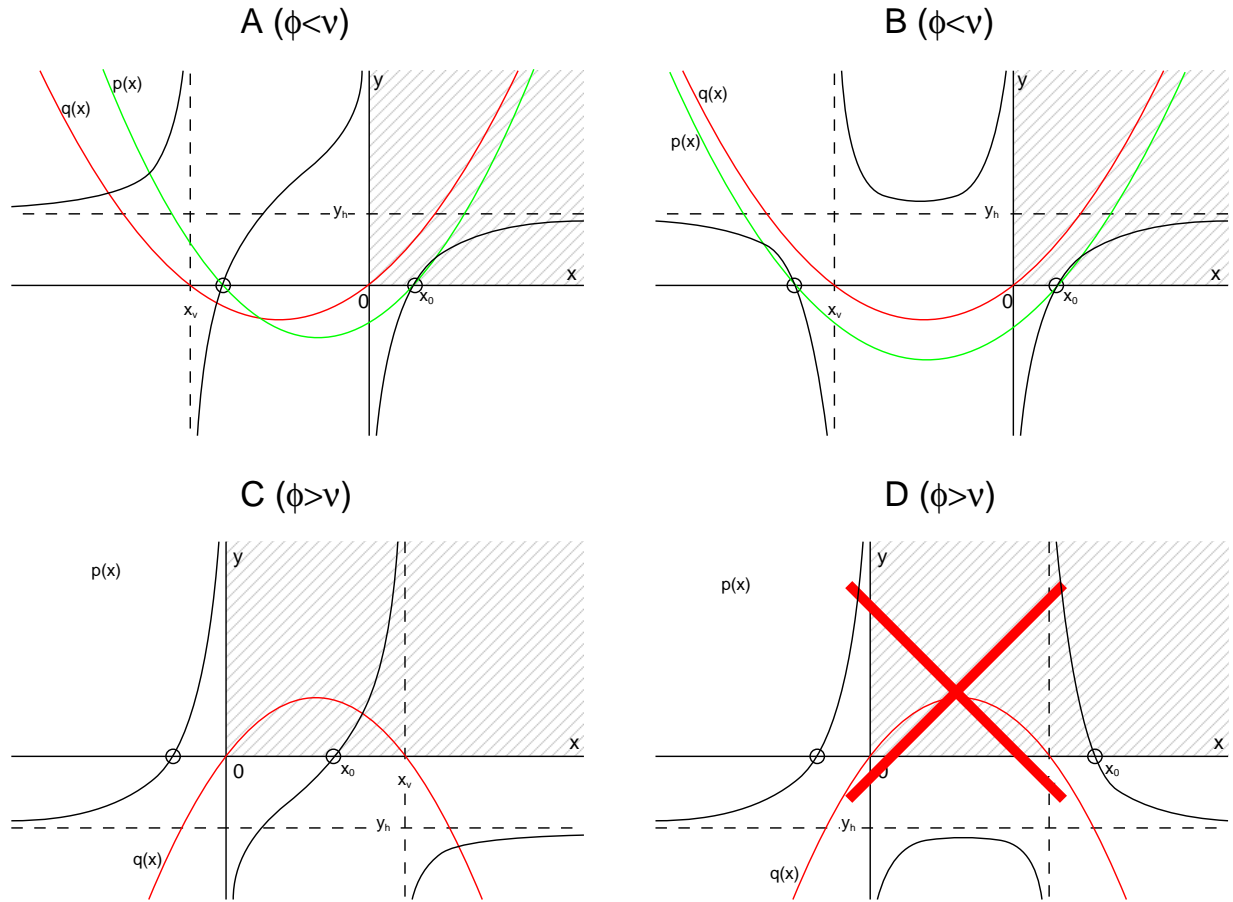 A (ϕ<ν)
p(x)
q(x)
y
y_h
x
0
x_v
x_0
B (ϕ<ν)
q(x)
p(x)
y
y_h
x
0
x_v
x_0
C (ϕ>ν)
p(x)
y
x
0
x_0
x_v
y_h
q(x)
D (ϕ>ν)
p(x)
y
x
0
x_0
y_h
q(x)